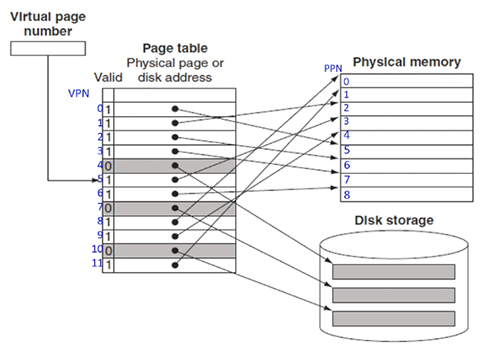 Virtual page
number
Page table
Physical page or
disk address
Valid
VPN
0 1
1 1
2 1
3 1
4 0
5 1
6 1
7 0
8 1
9 1
10 0
11 1
PPN
Physical memory
0
1
2
3
4
5
6
7
8
Disk storage